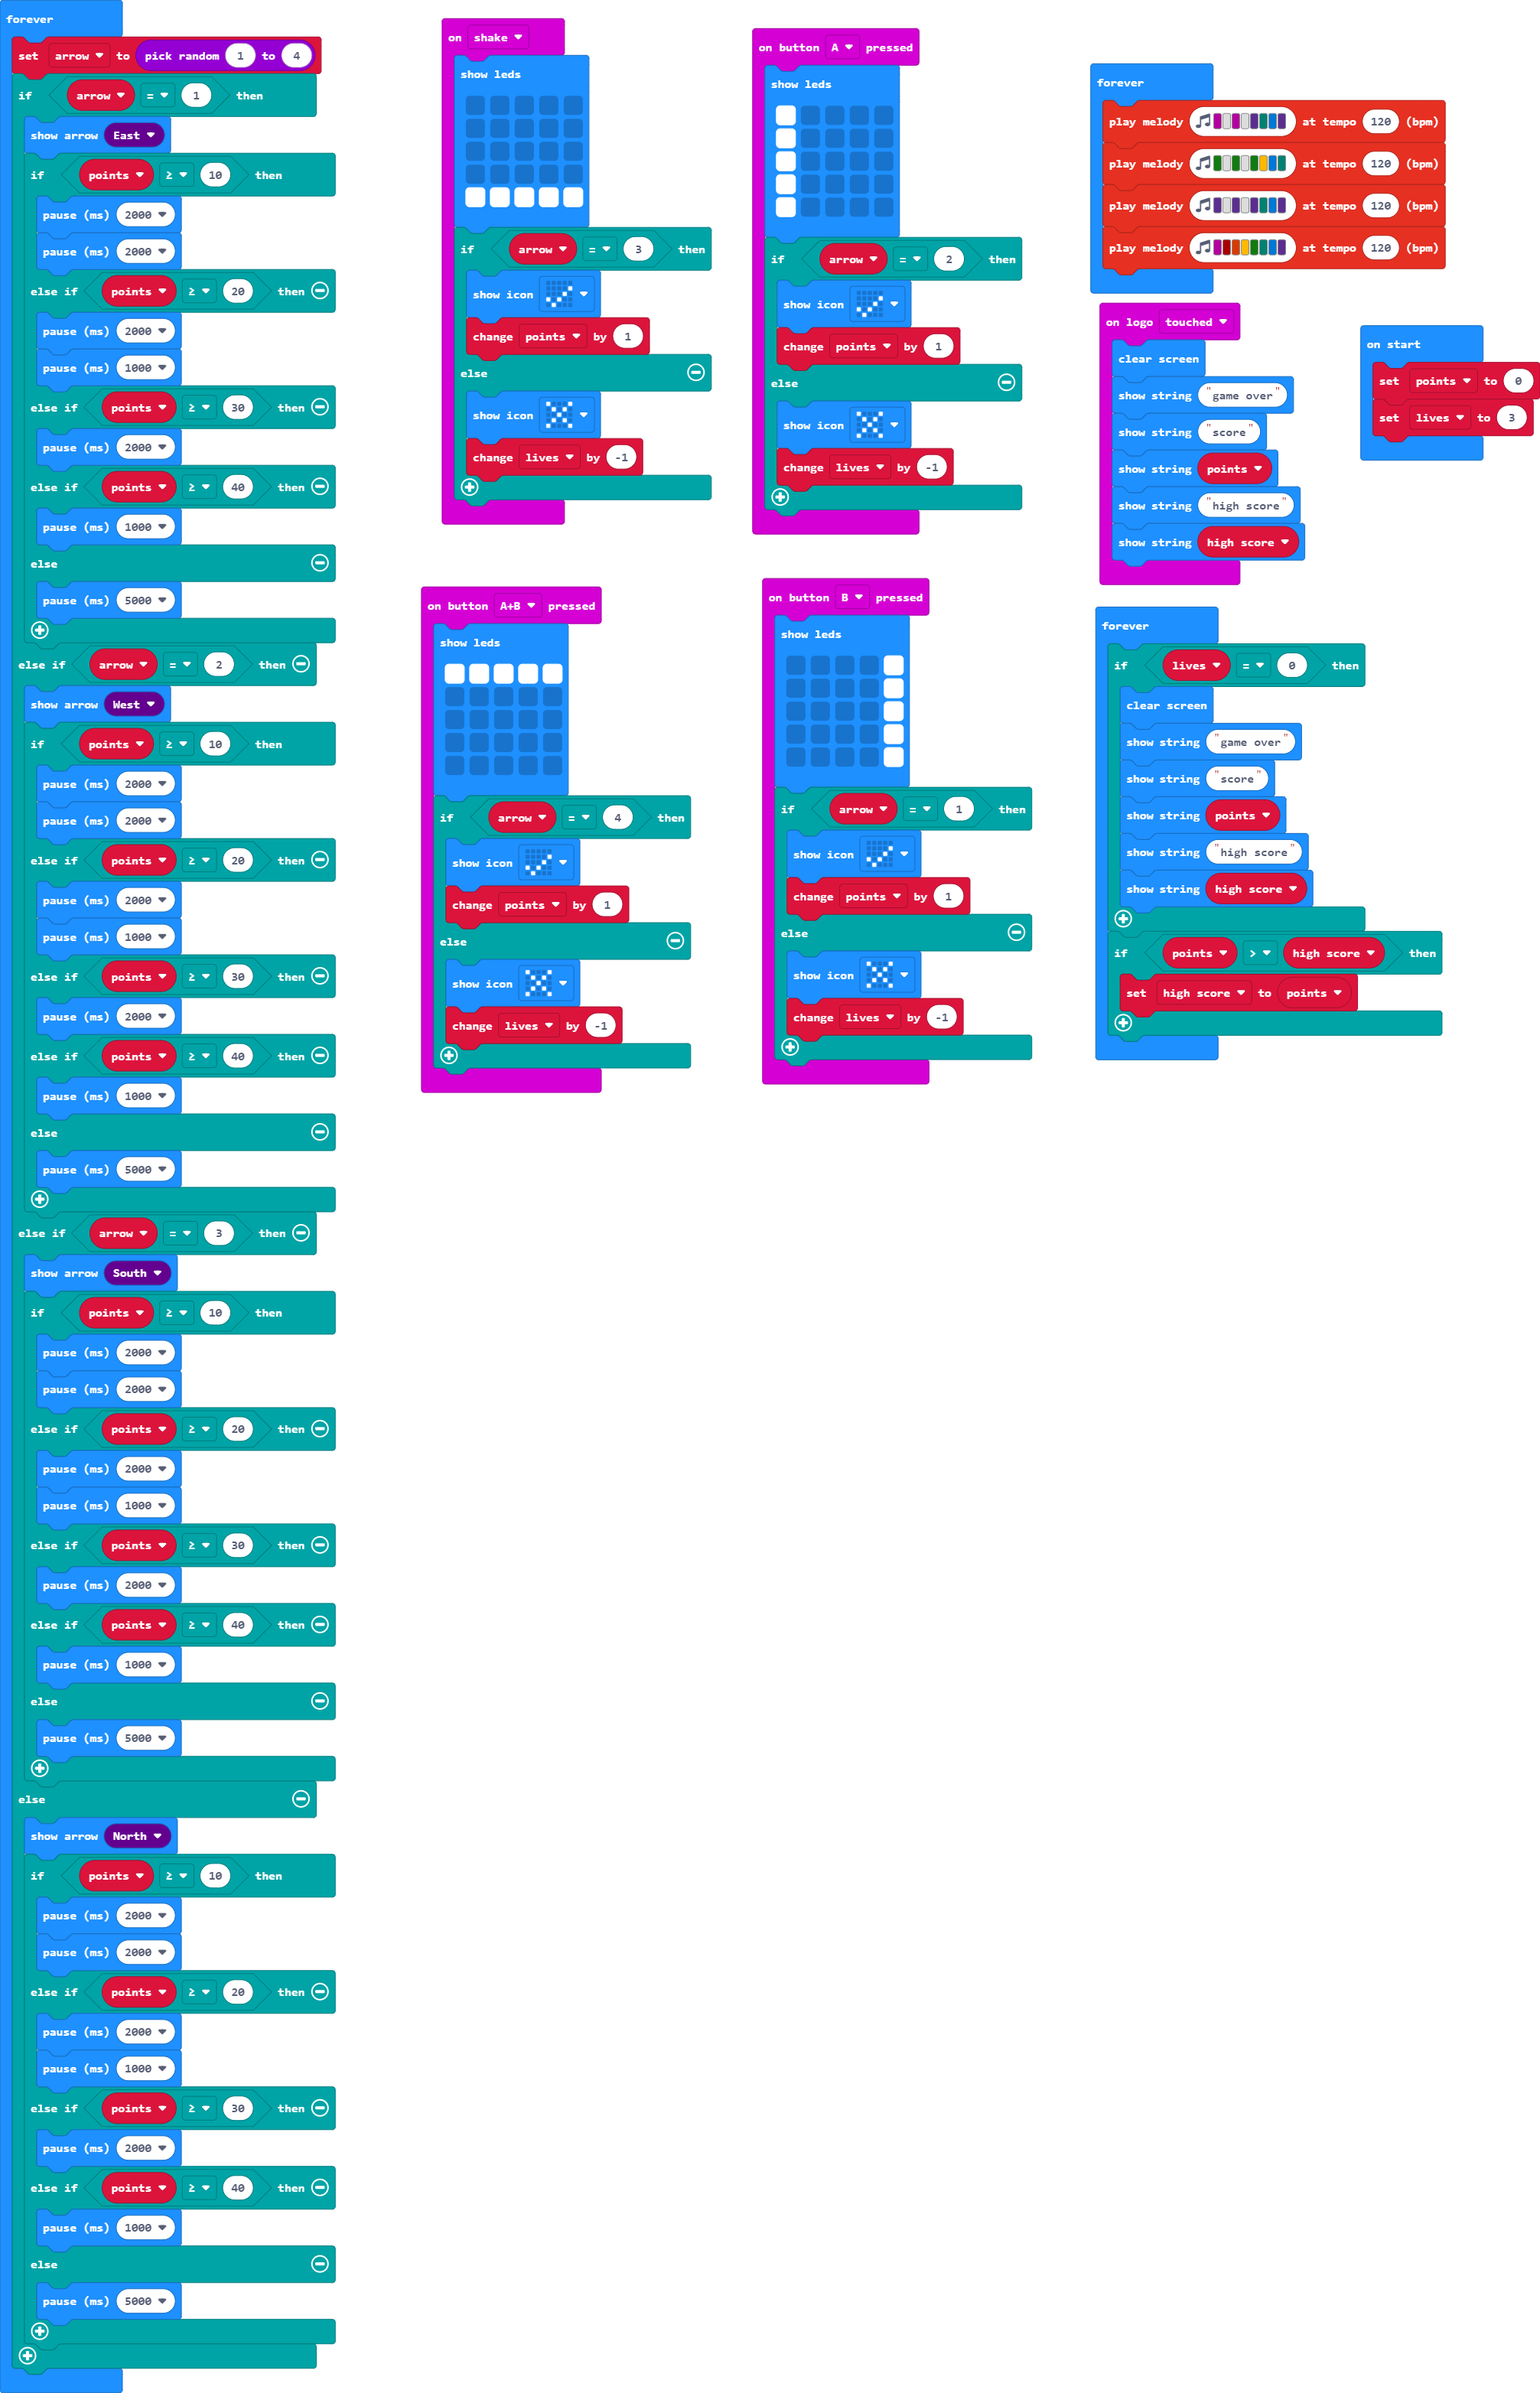 forever
set arrow to pick random 1 to 4
if arrow = 1 then
show arrow East
if points ≥ 10 then
pause (ms) 2000
pause (ms) 2000
else if points ≥ 20 then
pause (ms) 2000
pause (ms) 1000
else if points ≥ 30 then
pause (ms) 2000
else if points ≥ 40 then
pause (ms) 1000
else
pause (ms) 5000
else if arrow = 2 then
show arrow West
if points ≥ 10 then
pause (ms) 2000
pause (ms) 2000
else if points ≥ 20 then
pause (ms) 2000
pause (ms) 1000
else if points ≥ 30 then
pause (ms) 2000
else if points ≥ 40 then
pause (ms) 1000
else
pause (ms) 5000
else if arrow = 3 then
show arrow South
if points ≥ 10 then
pause (ms) 2000
pause (ms) 2000
else if points ≥ 20 then
pause (ms) 2000
pause (ms) 1000
else if points ≥ 30 then
pause (ms) 2000
else if points ≥ 40 then
pause (ms) 1000
else
pause (ms) 5000
else
show arrow North
if points ≥ 10 then
pause (ms) 2000
pause (ms) 2000
else if points ≥ 20 then
pause (ms) 2000
pause (ms) 1000
else if points ≥ 30 then
pause (ms) 2000
else if points ≥ 40 then
pause (ms) 1000
else
pause (ms) 5000
on shake
show leds
if arrow = 3 then
show icon
change points by 1
else
show icon
change lives by -1
on button A pressed
show leds
if arrow = 2 then
show icon
change points by 1
else
show icon
change lives by -1
on button A+B pressed
show leds
if arrow = 4 then
show icon
change points by 1
else
show icon
change lives by -1
on button B pressed
show leds
if arrow = 1 then
show icon
change points by 1
else
show icon
change lives by -1
forever
play melody at tempo 120 (bpm)
play melody at tempo 120 (bpm)
play melody at tempo 120 (bpm)
play melody at tempo 120 (bpm)
on logo touched
clear screen
show string "game over"
show string "score"
show string points
show string "high score"
show string high score
on start
set points to 0
set lives to 3
forever
if lives = 0 then
clear screen
show string "game over"
show string "score"
show string points
show string "high score"
show string high score
if points > high score then
set high score to points